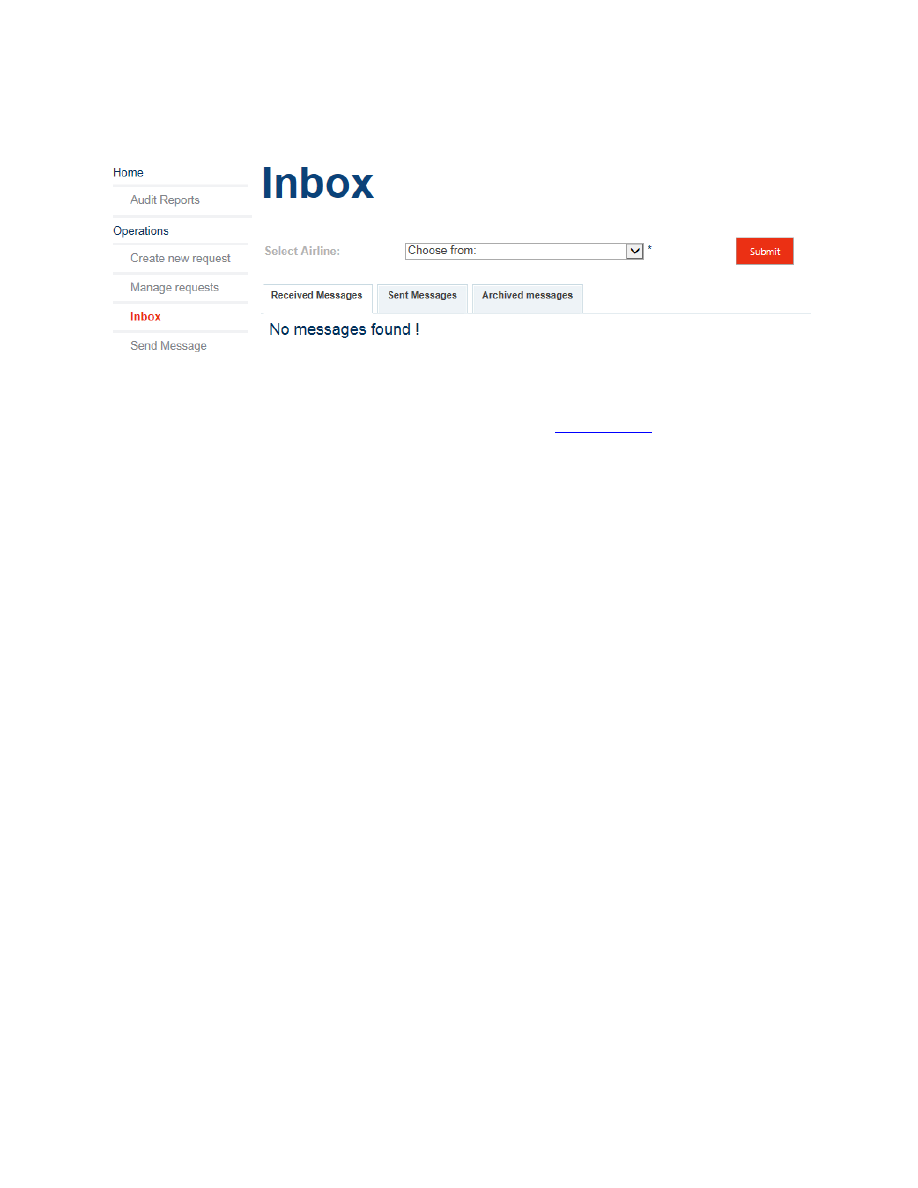 Home
Audit Reports
Operations
Create new request
Manage requests
Inbox
Send Message
Inbox
Select Airline: Choose from: * Submit
Received Messages Sent Messages Archived messages
No messages found !